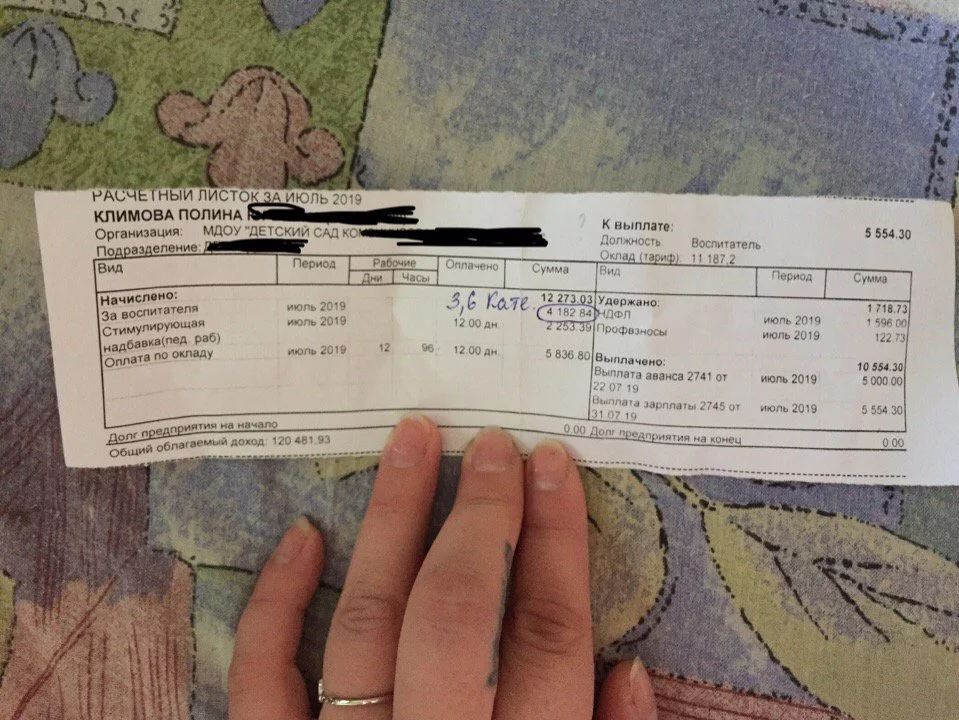 РАСЧЕТНЫЙ ЛИСТОК ЗА ИЮЛЬ 2019
КЛИМОВА ПОЛИНА
К выплате: 5 554.30
Организация: МДОУ "ДЕТСКИЙ САД
Должность Воспитатель
Подразделение:
Оклад (тариф). 11 187,2
Вид Период Рабочие Оплачено Сумма Вид Период Сумма
Дни Часы
Начислено: 12 273.03 Удержано: 1 718.73
3,6 Кате
За воспитателя июль 2019 4 182 84 НДФЛ июль 2019 1 596.00
Стимулирующая июль 2019 12.00 дн. 2 253.39 Профвзносы июль 2019 122.73
надбавка(пед. раб)
Оплата по окладу июль 2019 12 96 12.00 дн. 5 836.80 Выплачено: 10 554.30
Выплата аванса 2741 от июль 2019 5 000.00
22 07 19
Выплата зарплаты 2745 от июль 2019 5 554 30
31 07 19
Долг предприятия на начало 0.00 Долг предприятия на конец 0.00
Общий облагаемый доход: 120 481,93